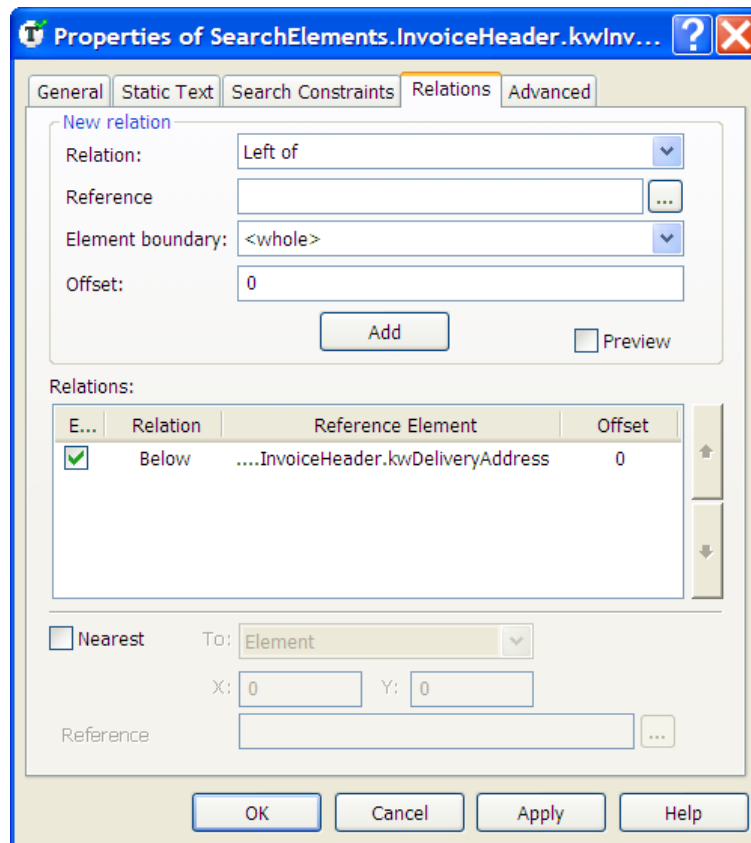 Properties of SearchElements.InvoiceHeader.kwInv...
General Static Text Search Constraints Relations Advanced
New relation
Relation: Left of
Reference ...
Element boundary: <whole>
Offset: 0
Add Preview
Relations:
E... Relation Reference Element Offset
Below ....InvoiceHeader.kwDeliveryAddress 0
Nearest To: Element
X: 0 Y: 0
Reference ...
OK Cancel Apply Help